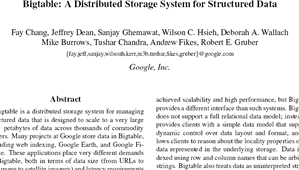 Bigtable: A Distributed Storage System for Structured Data
Fay Chang, Jeffrey Dean, Sanjay Ghemawat, Wilson C. Hsieh, Deborah A. Wallach
Mike Burrows, Tushar Chandra, Andrew Fikes, Robert E. Gruber
{fay,jeff,sanjay,wilsonh,kerr,m3b,tushar,fikes,gruber}@google.com
Google, Inc.
Abstract
igtable is a distributed storage system for managing
ctured data that is designed to scale to a very large
petabytes of data across thousands of commodity
ers. Many projects at Google store data in Bigtable,
ding web indexing, Google Earth, and Google Fi-
e. These applications place very different demands
igtable, both in terms of data size (from URLs to
pages to satellite imagery) and latency requirements
achieved scalability and high performance, but Big
provides a different interface than such systems. Big
does not support a full relational data model; instea
vides clients with a simple data model that supp
dynamic control over data layout and format, an
lows clients to reason about the locality properties o
data represented in the underlying storage. Data i
dexed using row and column names that can be arbi
strings. Bigtable also treats data as uninterpreted st